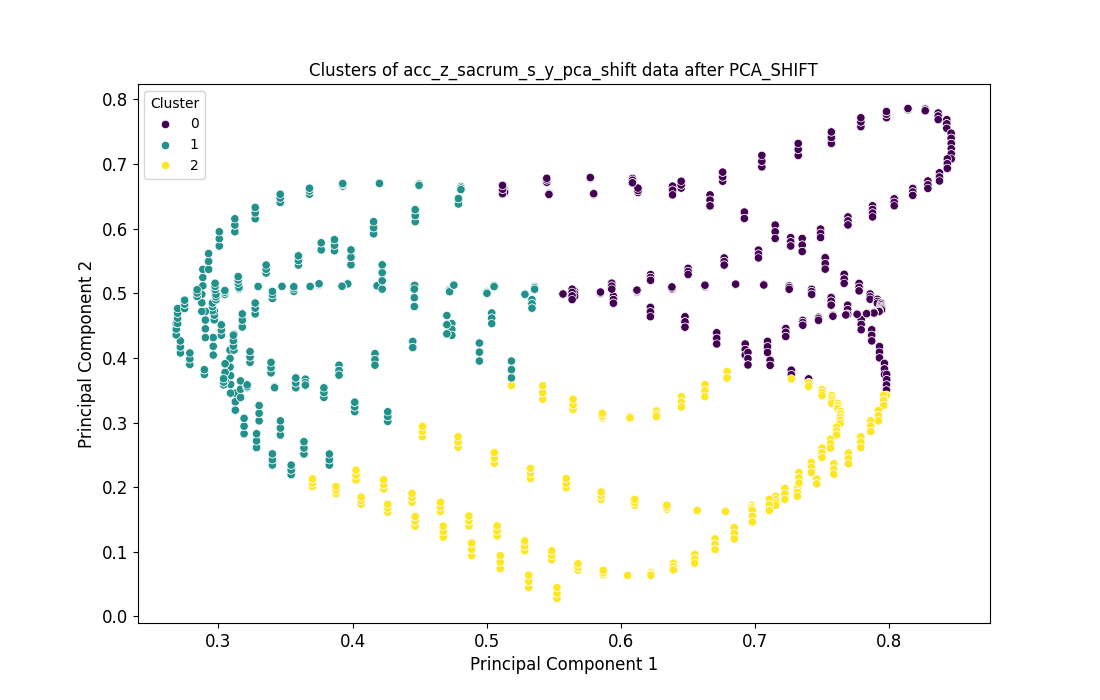 Clusters of acc_z_sacrum_s_y_pca_shift data after PCA_SHIFT
Cluster
0
1
2
0.8
0.7
0.6
0.5
0.4
0.3
0.2
0.1
0.0
Principal Component 2
0.3 0.4 0.5 0.6 0.7 0.8
Principal Component 1